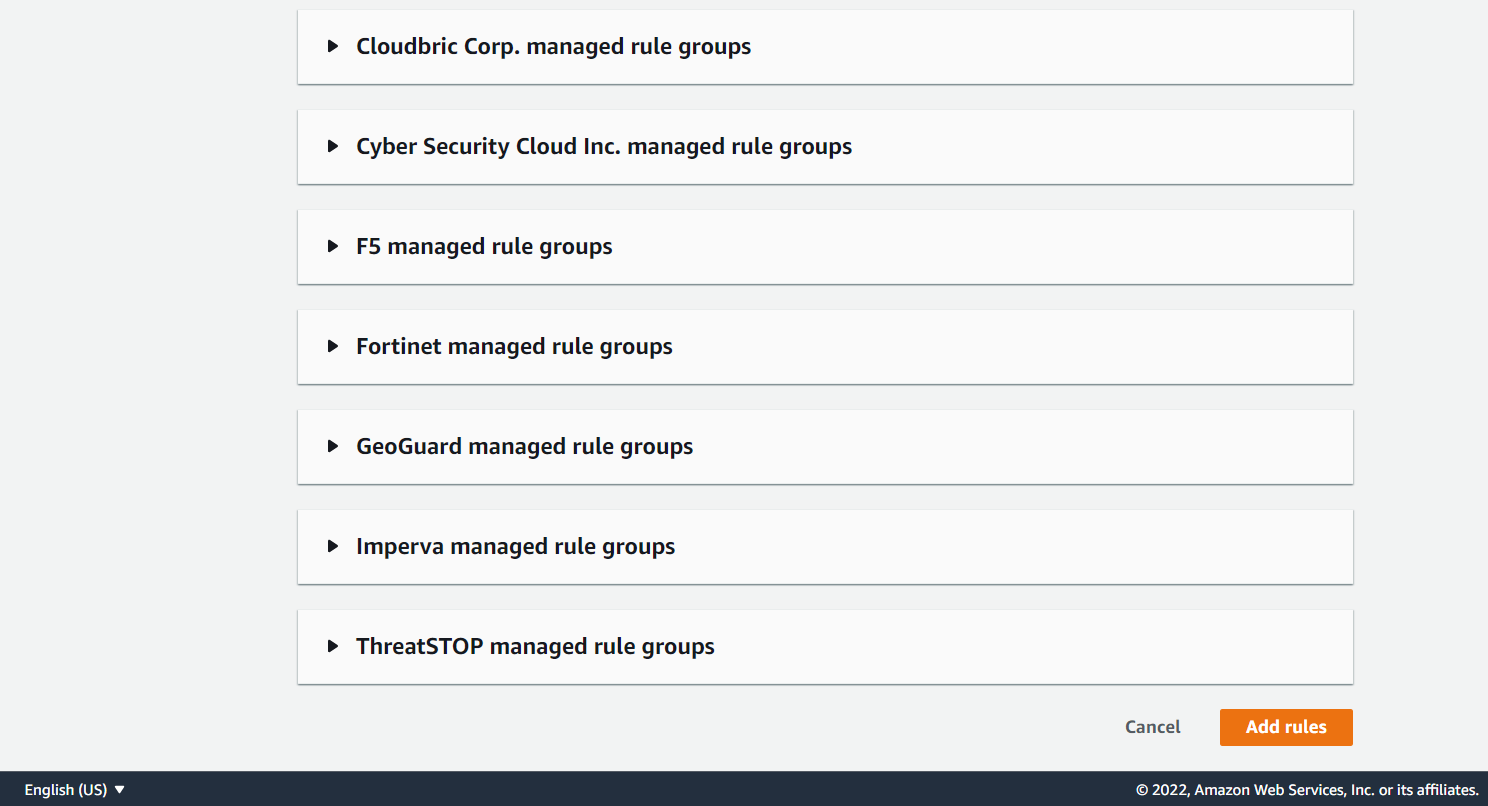 Cloudbric Corp. managed rule groups
Cyber Security Cloud Inc. managed rule groups
F5 managed rule groups
Fortinet managed rule groups
GeoGuard managed rule groups
Imperva managed rule groups
ThreatSTOP managed rule groups
Cancel Add rules
English (US) © 2022, Amazon Web Services, Inc. or its affiliates.